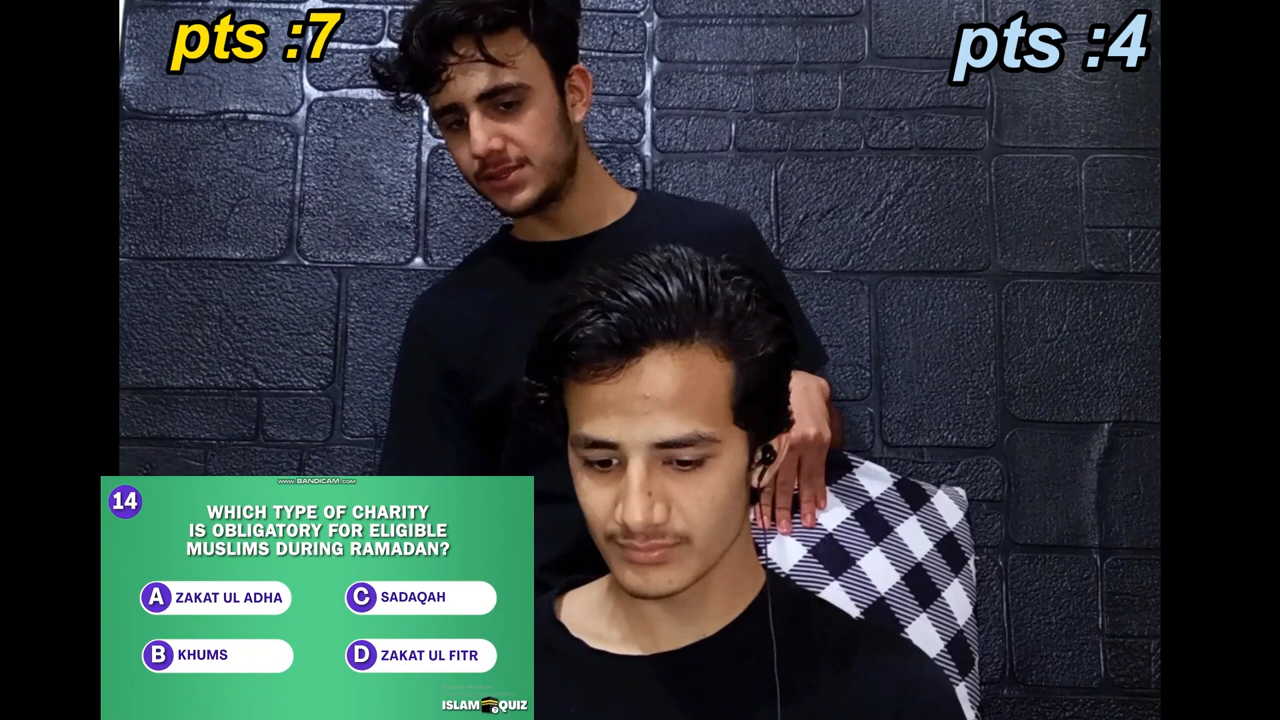 pts :7
pts :4
www.BANDICAM.com
14
WHICH TYPE OF CHARITY
IS OBLIGATORY FOR ELIGIBLE
MUSLIMS DURING RAMADAN?
A ZAKAT UL ADHA
C SADAQAH
B KHUMS
D ZAKAT UL FITR
ISLAM QUIZ